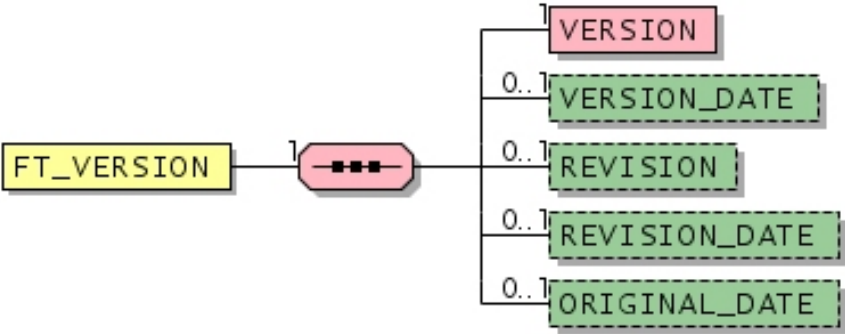 1
VERSION
0..1
VERSION_DATE
FT_VERSION
1
0..1
REVISION
0..1
REVISION_DATE
0..1
ORIGINAL_DATE